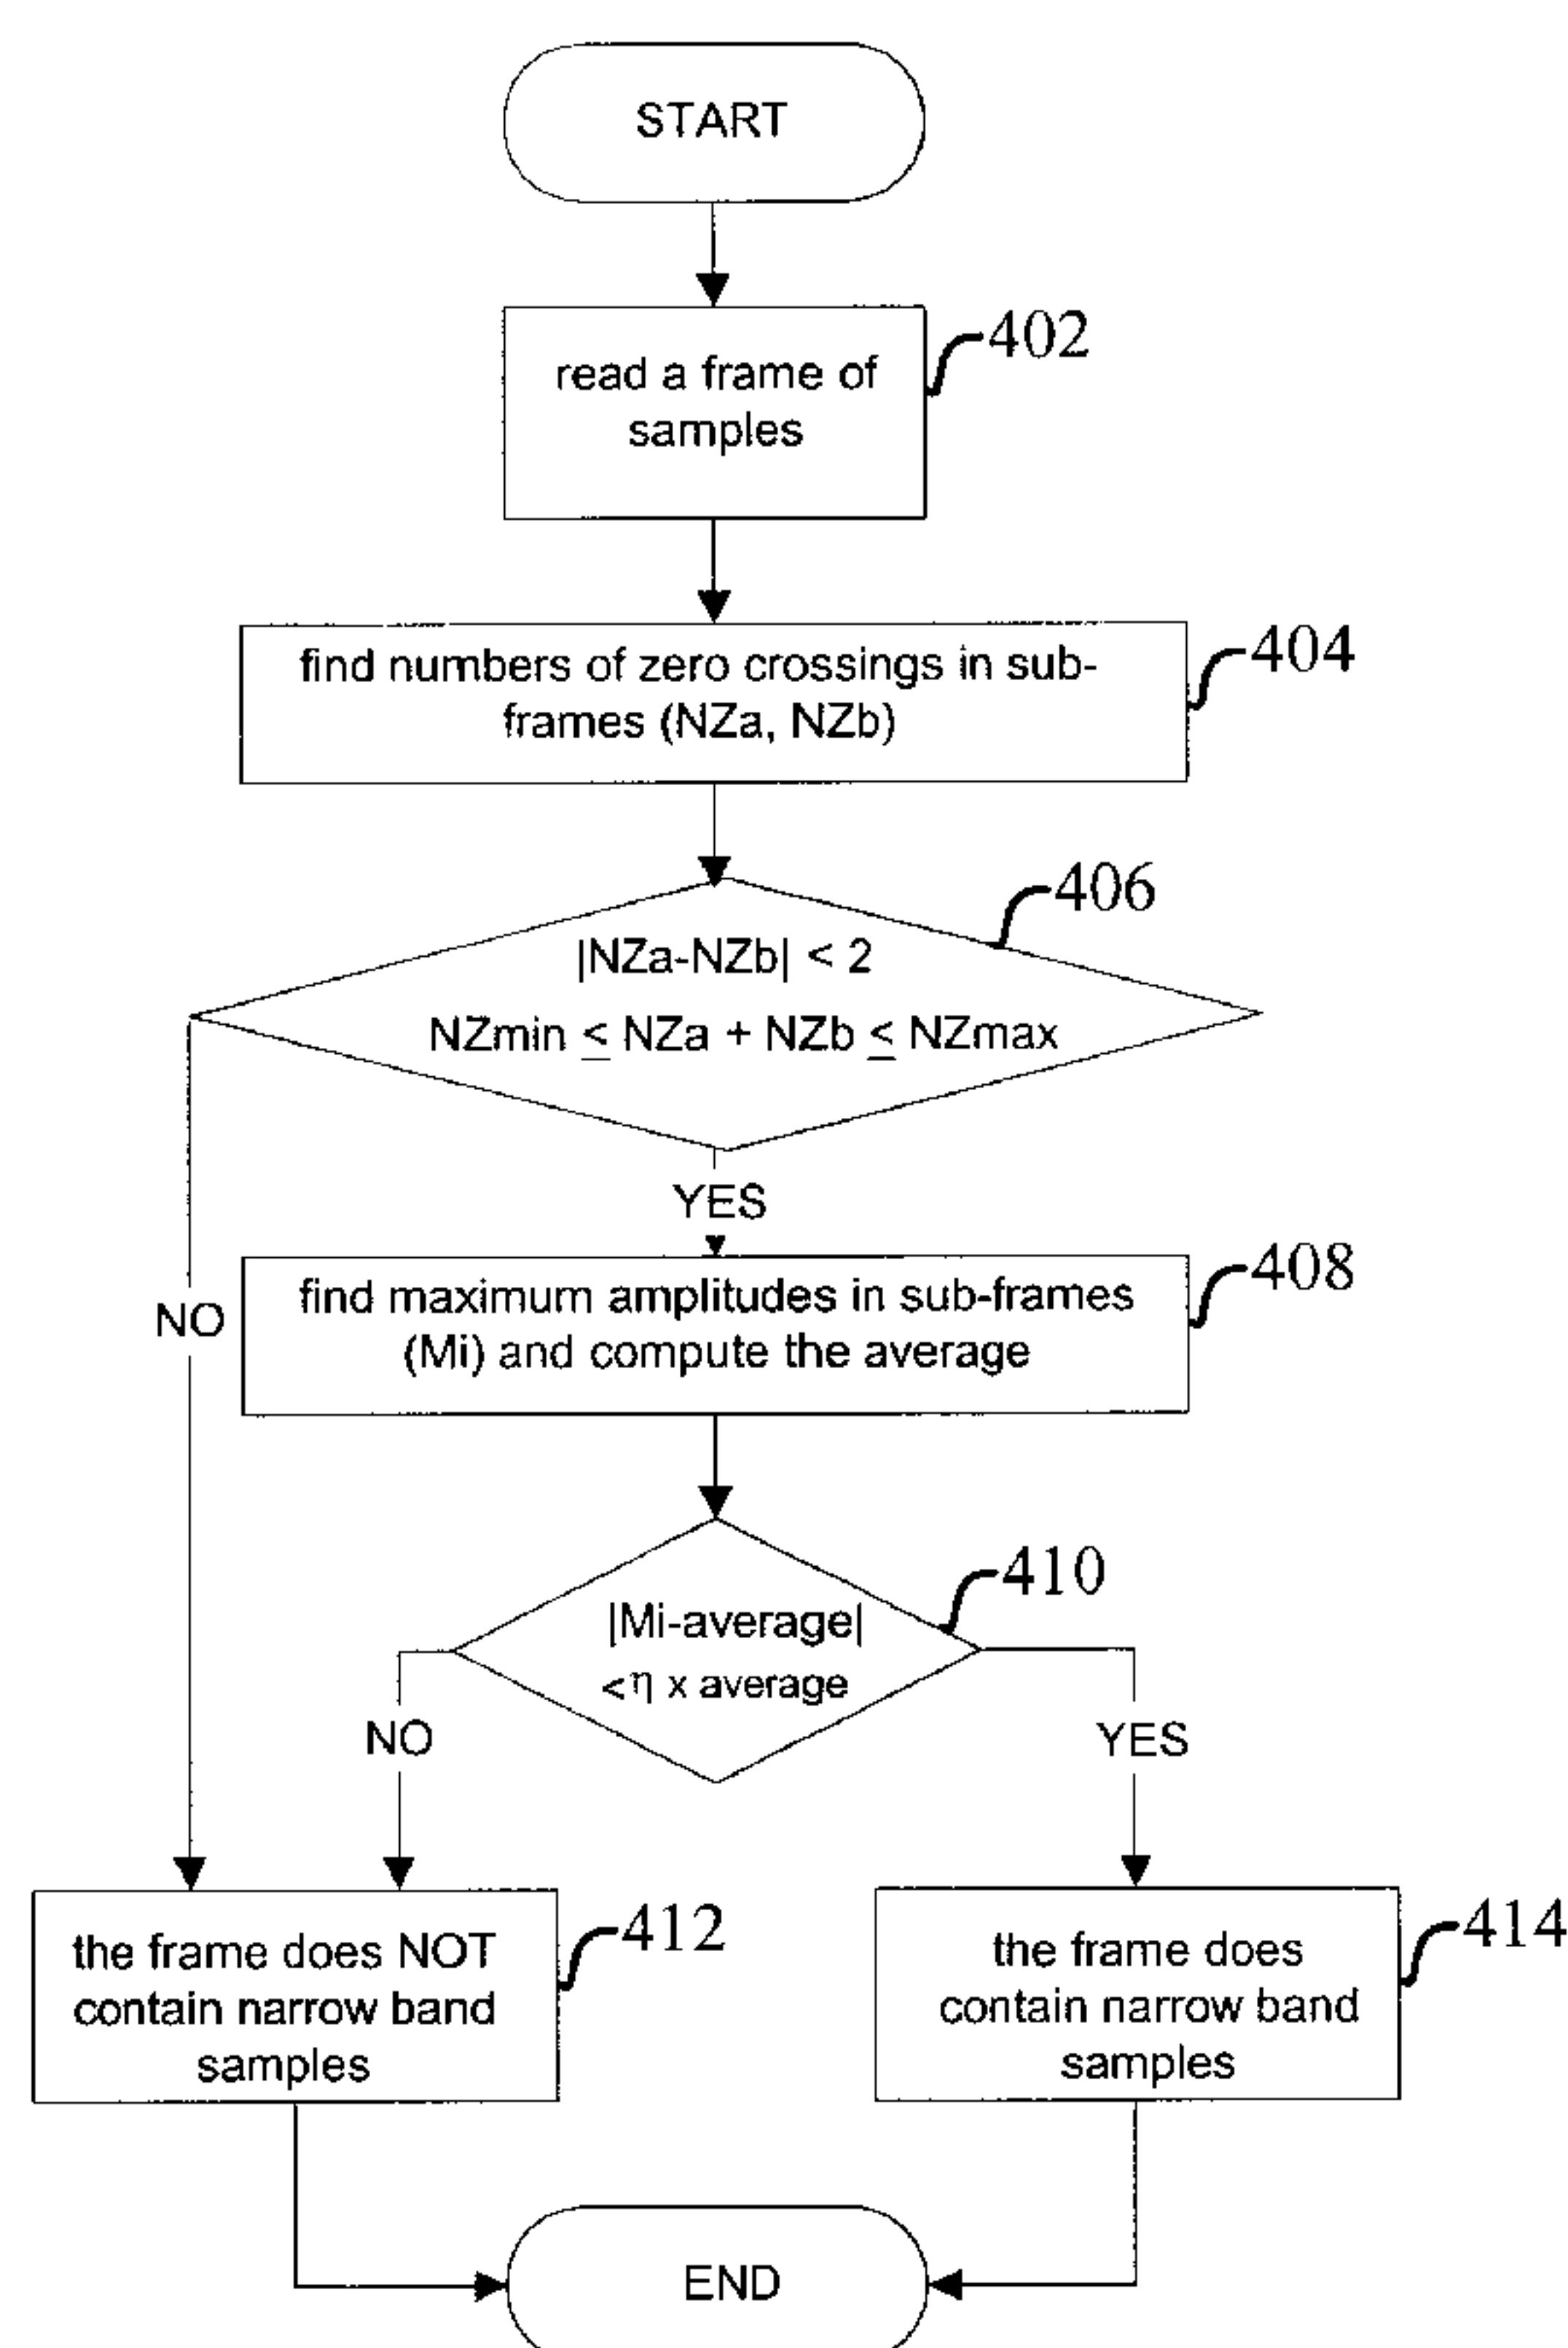 START
read a frame of
samples
402
find numbers of zero crossings in sub-
frames (NZa, NZb)
404
406
|NZa-NZb| < 2
NZmin ≤ NZa + NZb ≤ NZmax
YES
NO
find maximum amplitudes in sub-frames
(Mi) and compute the average
408
410
|Mi-average|
<η x average
NO
YES
the frame does NOT
contain narrow band
samples
412
the frame does
contain narrow band
samples
414
END